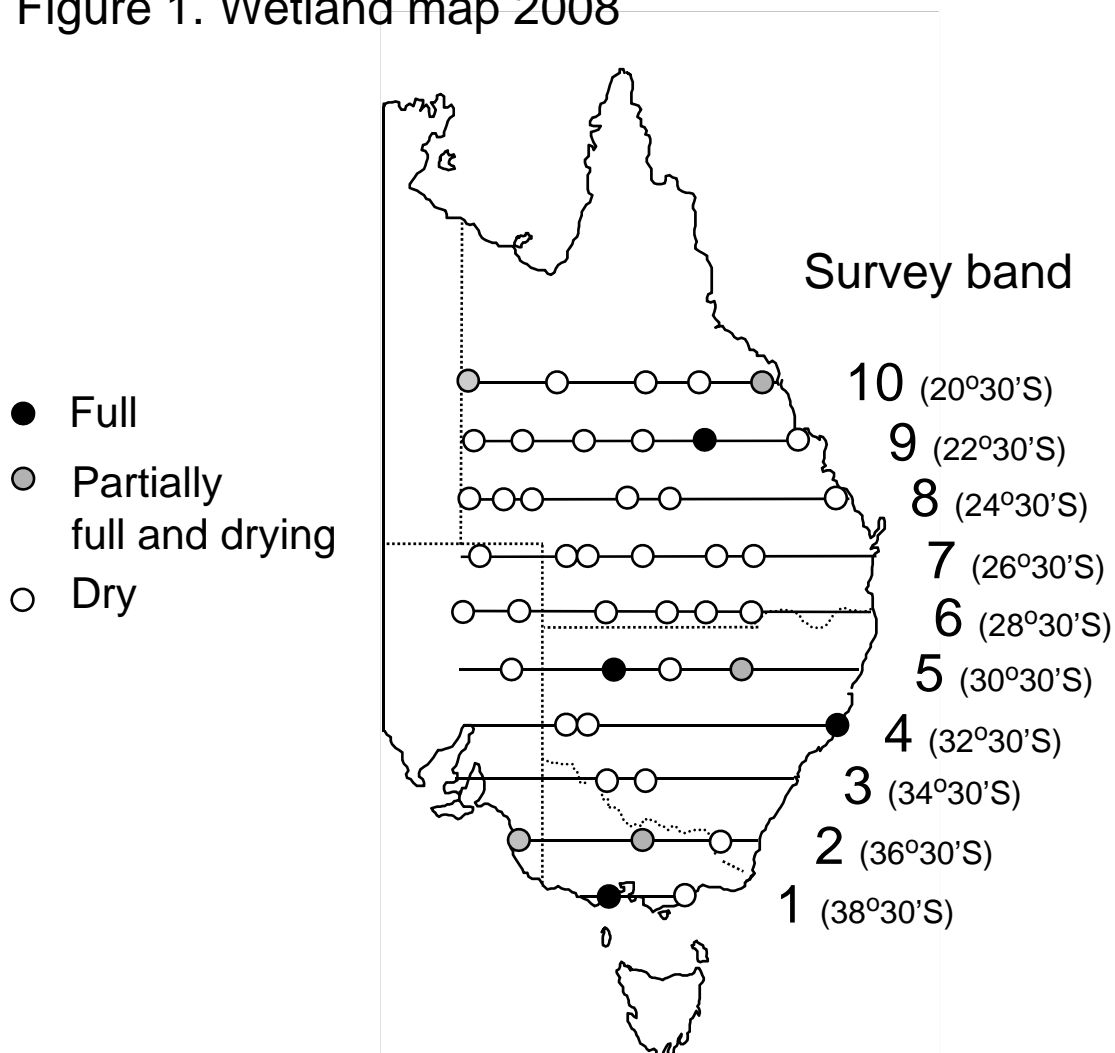 Figure 1. Wetland map 2008
Survey band
10 (20º30’S)
Full
9 (22º30’S)
Partially
full and drying
8 (24º30’S)
7 (26º30’S)
Dry
6 (28º30’S)
5 (30º30’S)
4 (32º30’S)
3 (34º30’S)
2 (36º30’S)
1 (38º30’S)